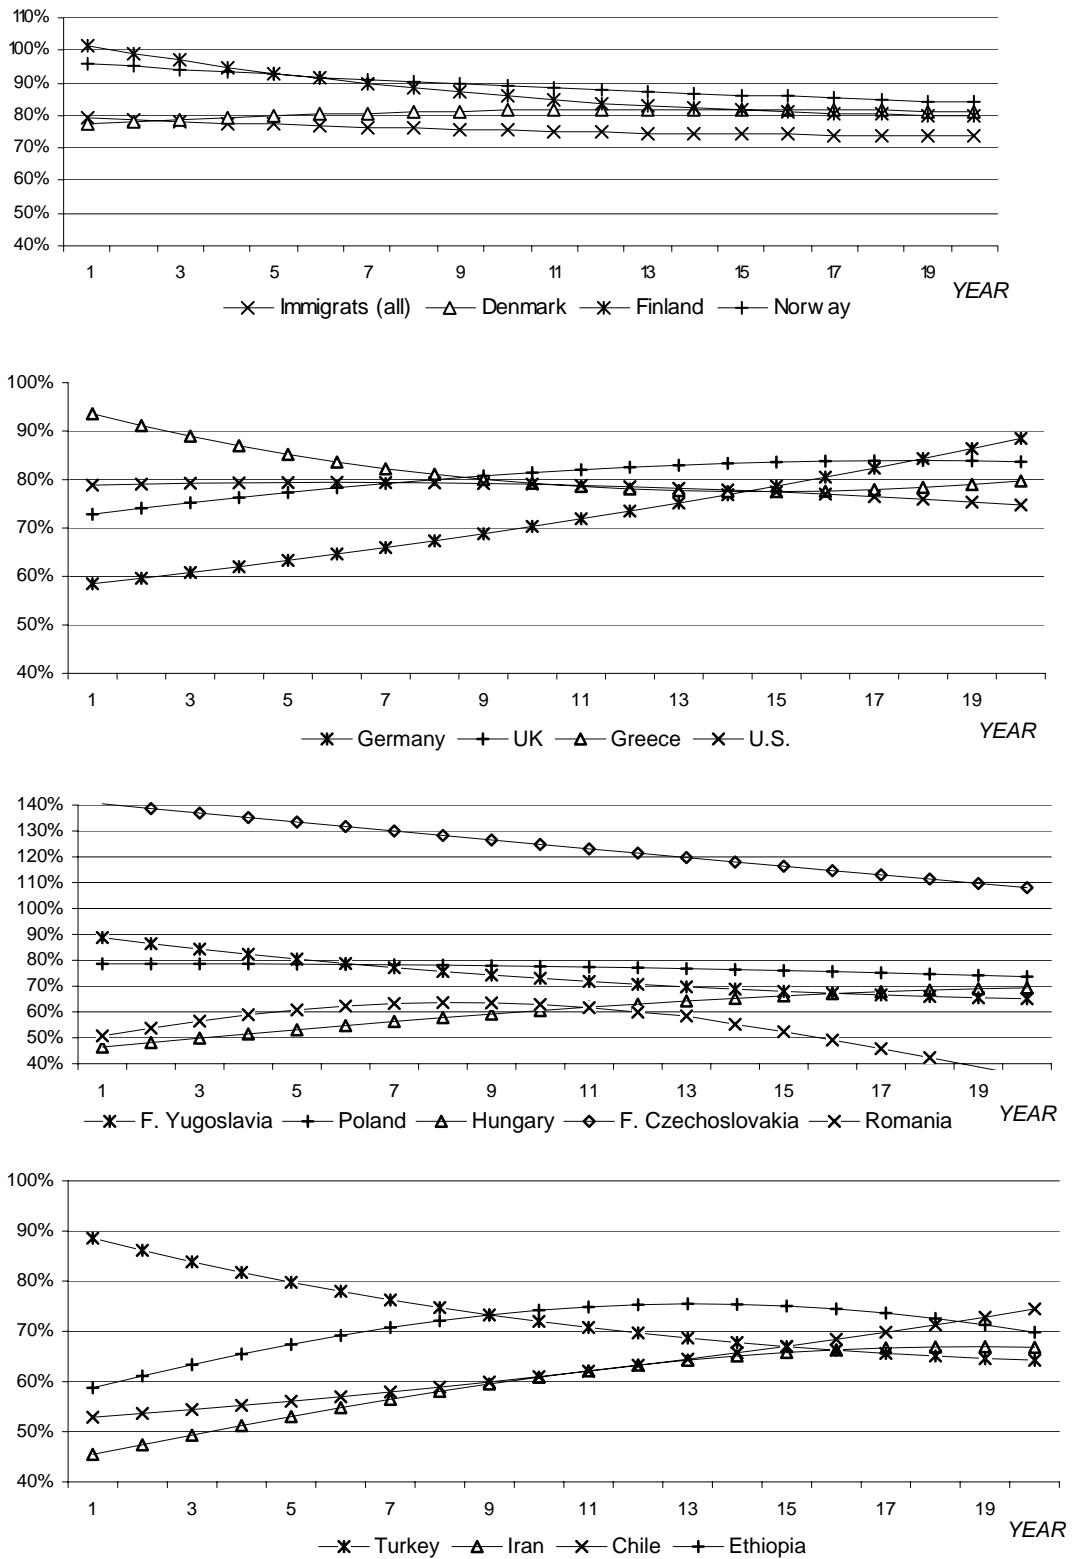 110%
100%
90%
80%
70%
60%
50%
40%
1 3 5 7 9 11 13 15 17 19
YEAR
Immigrats (all) Denmark Finland Norway
100%
90%
80%
70%
60%
50%
40%
1 3 5 7 9 11 13 15 17 19
YEAR
Germany UK Greece U.S.
140%
130%
120%
110%
100%
90%
80%
70%
60%
50%
40%
1 3 5 7 9 11 13 15 17 19
YEAR
F. Yugoslavia Poland Hungary F. Czechoslovakia Romania
100%
90%
80%
70%
60%
50%
40%
1 3 5 7 9 11 13 15 17 19
YEAR
Turkey Iran Chile Ethiopia